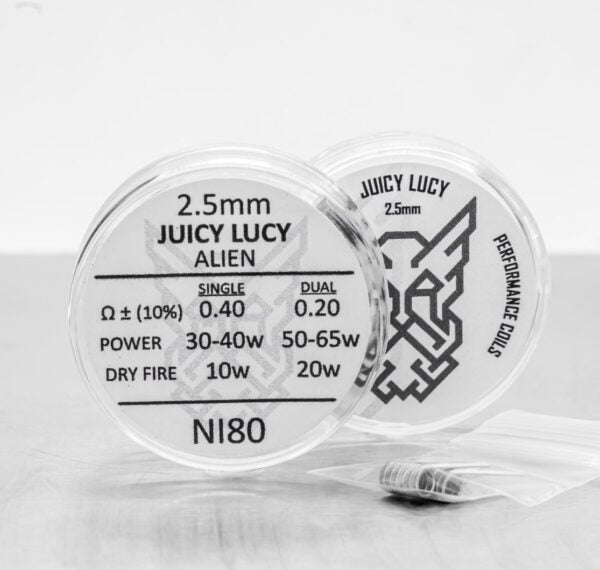 2.5mm
JUICY LUCY
ALIEN
SINGLE DUAL
Ω ± (10%) 0.40 0.20
POWER 30-40w 50-65w
DRY FIRE 10w 20w
NI80
JUICY LUCY
2.5mm
PERFORMANCE COILS